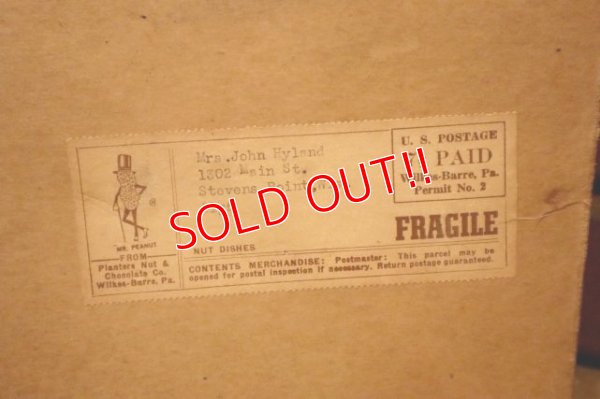 Mrs. John Hyland
1302 Main St.
Stevens Point,
U. S. POSTAGE
PAID
Wilkes-Barre, Pa.
Permit No. 2
SOLD OUT!!
®
MR. PEANUT
FROM
Planters Nut &
Chocolate Co.
Wilkes-Barre, Pa.
FRAGILE
NUT DISHES
CONTENTS MERCHANDISE: Postmaster: This parcel may be
opened for postal inspection if necessary. Return postage guaranteed.